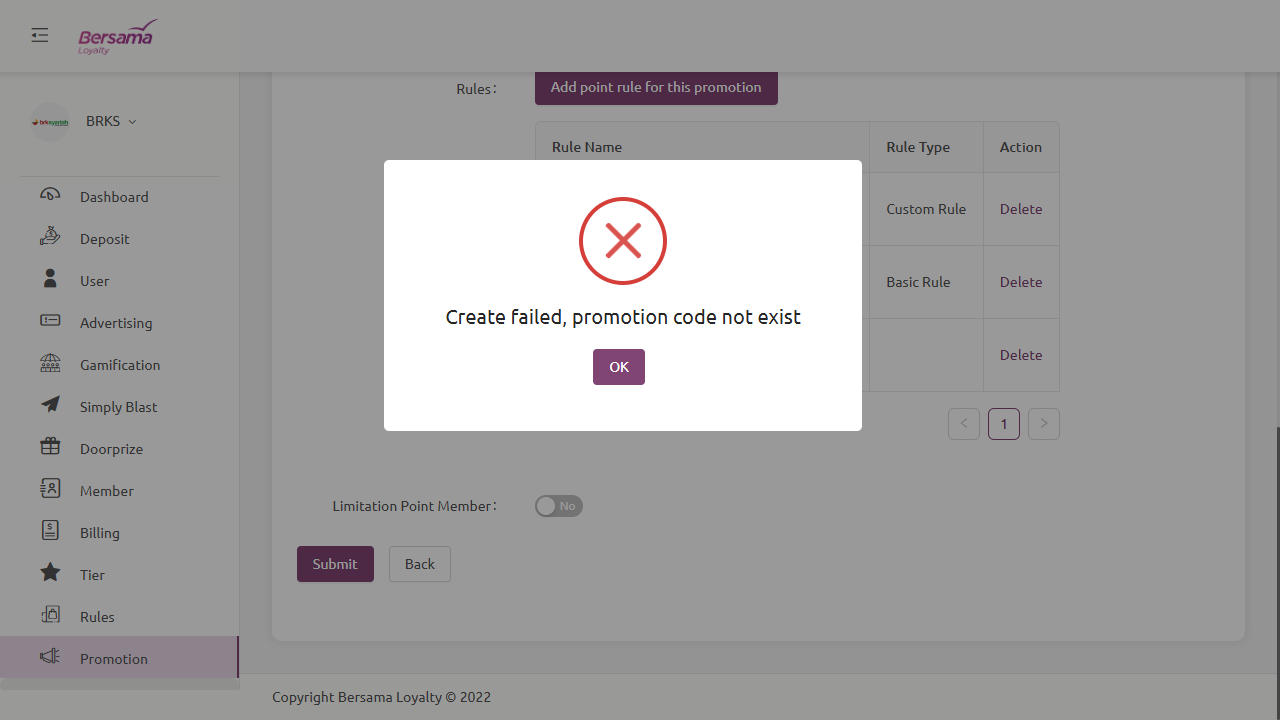 Bersama
Loyalty
BRKS
Dashboard
Deposit
User
Advertising
Gamification
Simply Blast
Doorprize
Member
Billing
Tier
Rules
Promotion
Rules:
Add point rule for this promotion
Rule Name Rule Type Action
Custom Rule Delete
Basic Rule Delete
Delete
1
Create failed, promotion code not exist
OK
Limitation Point Member: No
Submit Back
Copyright Bersama Loyalty © 2022